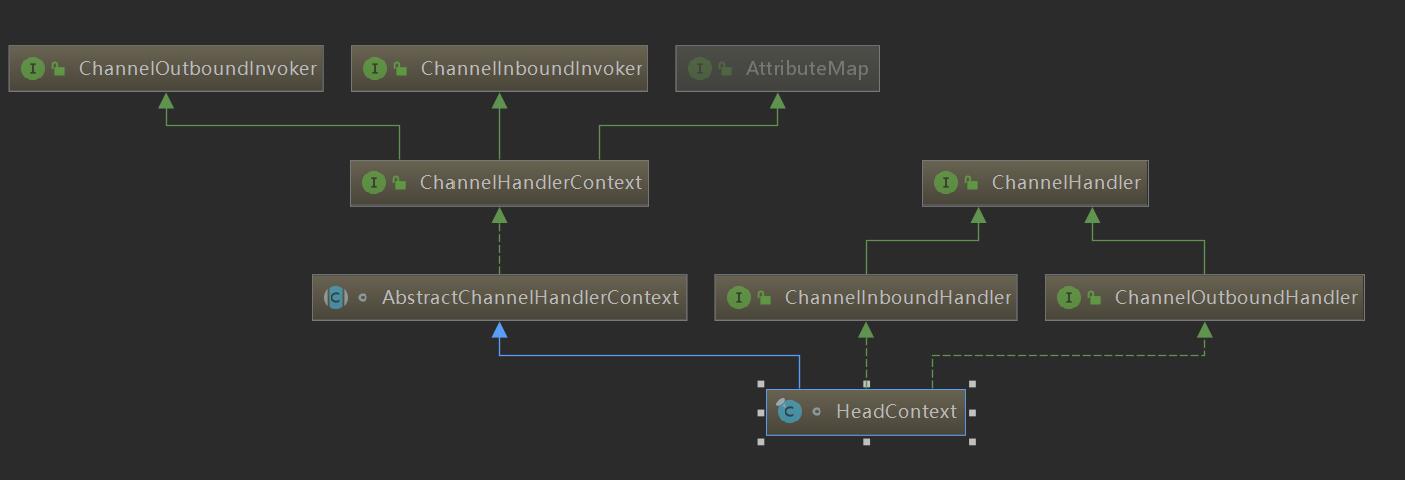 ChannelOutboundInvoker
ChannelInboundInvoker
AttributeMap
ChannelHandlerContext
ChannelHandler
AbstractChannelHandlerContext
ChannelInboundHandler
ChannelOutboundHandler
HeadContext